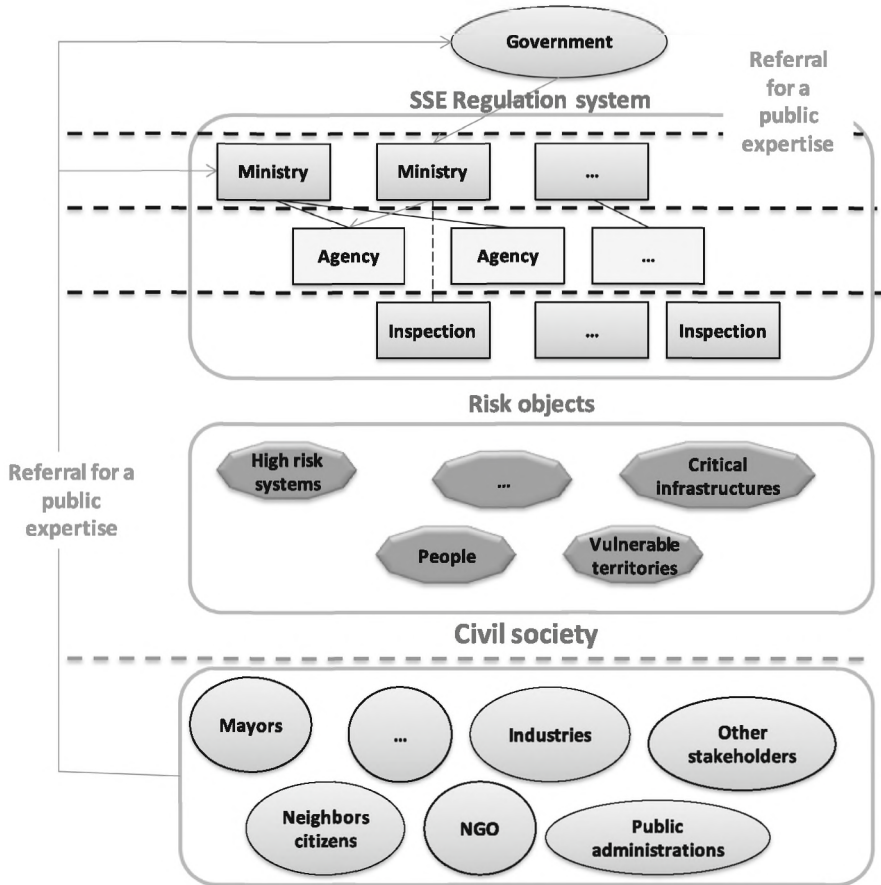 Government
Referral
for a
public
expertise
SSE Regulation system
Ministry
Ministry
...
Agency
Agency
...
Inspection
...
Inspection
Risk objects
High risk
systems
...
Critical
infrastructures
People
Vulnerable
territories
Referral for a
public
expertise
Civil society
Mayors
...
Industries
Other
stakeholders
Neighbors
citizens
NGO
Public
administrations